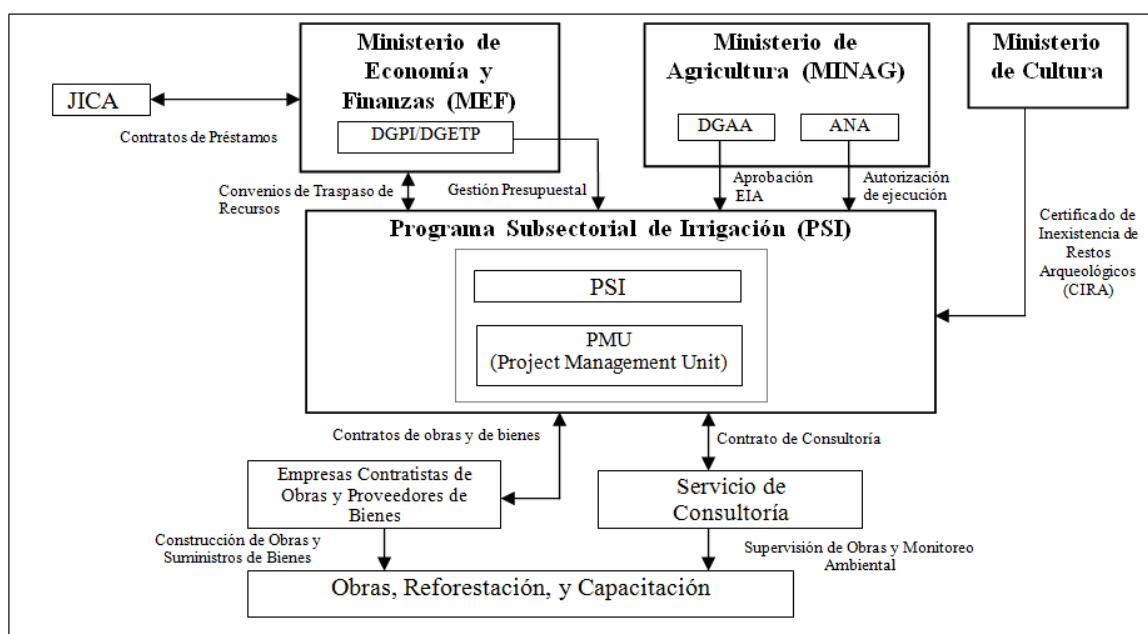 Ministerio de
Economía y
Finanzas (MEF)
DGPI/DGETP
Ministerio de
Agricultura (MINAG)
DGAA
ANA
Ministerio
de Cultura
JICA
Contratos de Préstamos
Convenios de Traspaso de
Recursos
Gestión Presupuestal
Aprobación
EIA
Autorización
de ejecución
Certificado de
Inexistencia de
Restos
Arqueológicos
(CIRA)
Programa Subsectorial de Irrigación (PSI)
PSI
PMU
(Project Management Unit)
Contratos de obras y de bienes
Contrato de Consultoría
Empresas Contratistas de
Obras y Proveedores de
Bienes
Servicio de
Consultoría
Construcción de Obras y
Suministros de Bienes
Supervisión de Obras y Monitoreo
Ambiental
Obras, Reforestación, y Capacitación